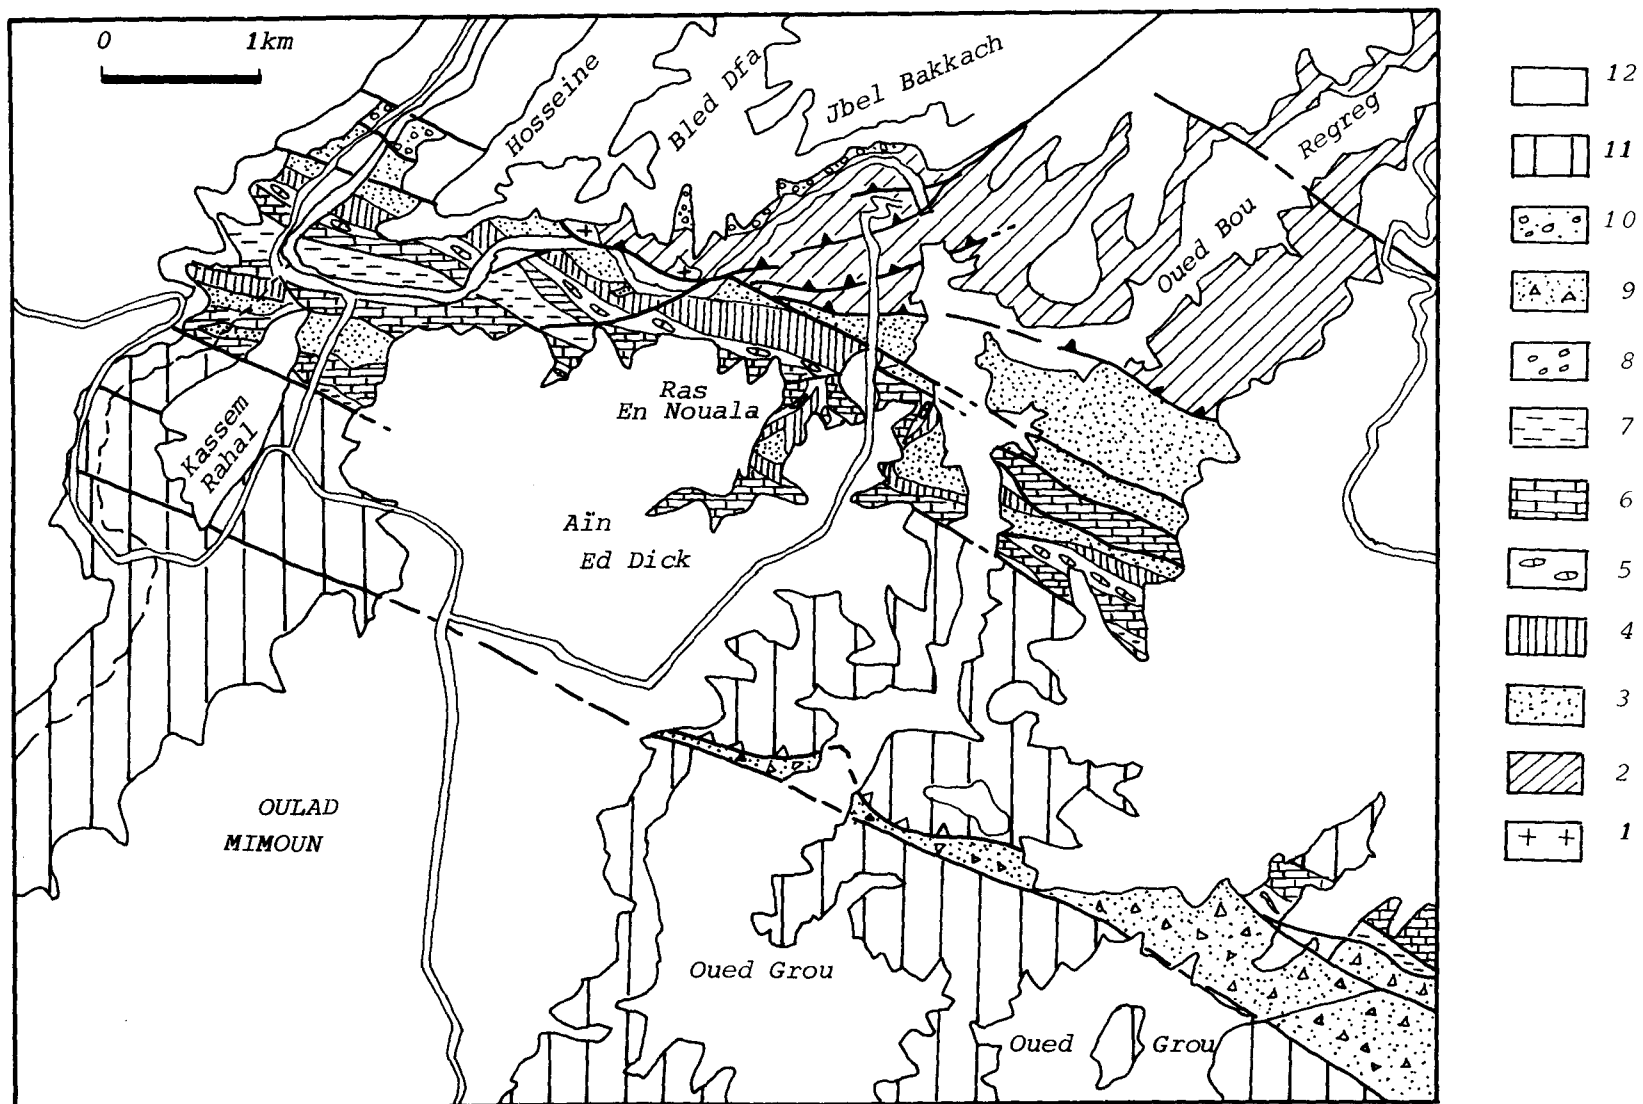 0 1km
Hosseine
Bled Dfa
Jbel Bakkach
Regreg
Oued Bou
Ras
En Nouala
Kassem
Rahal
Aïn
Ed Dick
OULAD
MIMOUN
Oued Grou
Oued Grou
12
11
10
9
8
7
6
5
4
3
2
1